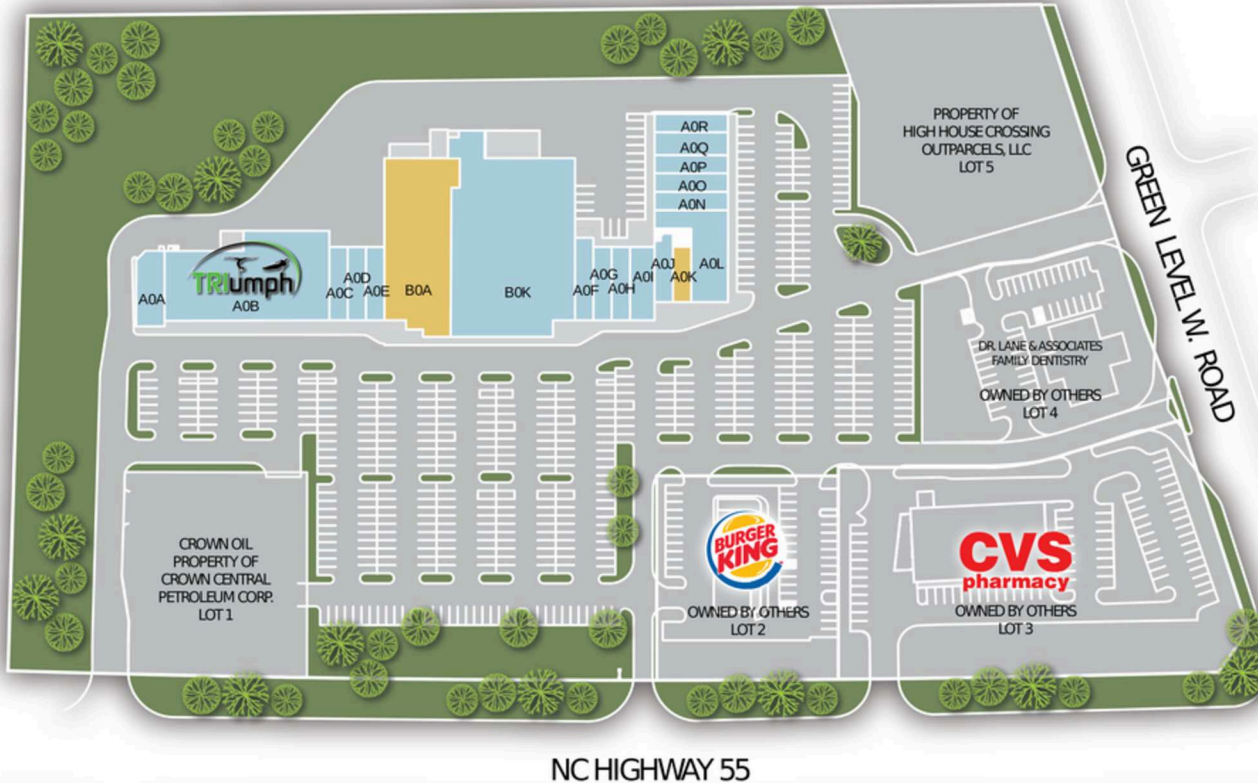 PROPERTY OF
HIGH HOUSE CROSSING
OUTPARCELS, LLC
LOT 5
GREEN LEVEL W. ROAD
A0R
A0Q
A0P
A0O
A0N
TRIumph
A0A
A0B
A0C
A0D
A0E
B0A
B0K
A0F
A0G
A0H
A0I
A0J
A0K
A0L
DR. LANE & ASSOCIATES
FAMILY DENTISTRY
OWNED BY OTHERS
LOT 4
CROWN OIL
PROPERTY OF
CROWN CENTRAL
PETROLEUM CORP.
LOT 1
BURGER
KING
OWNED BY OTHERS
LOT 2
CVS
pharmacy
OWNED BY OTHERS
LOT 3
NC HIGHWAY 55